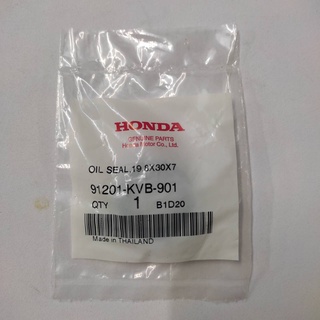 HONDA
GENUINE PARTS
Honda Motor Co., Ltd.
OIL SEAL,19.8X30X7
91201-KVB-901
QTY 1 B1D20
Made in THAILAND